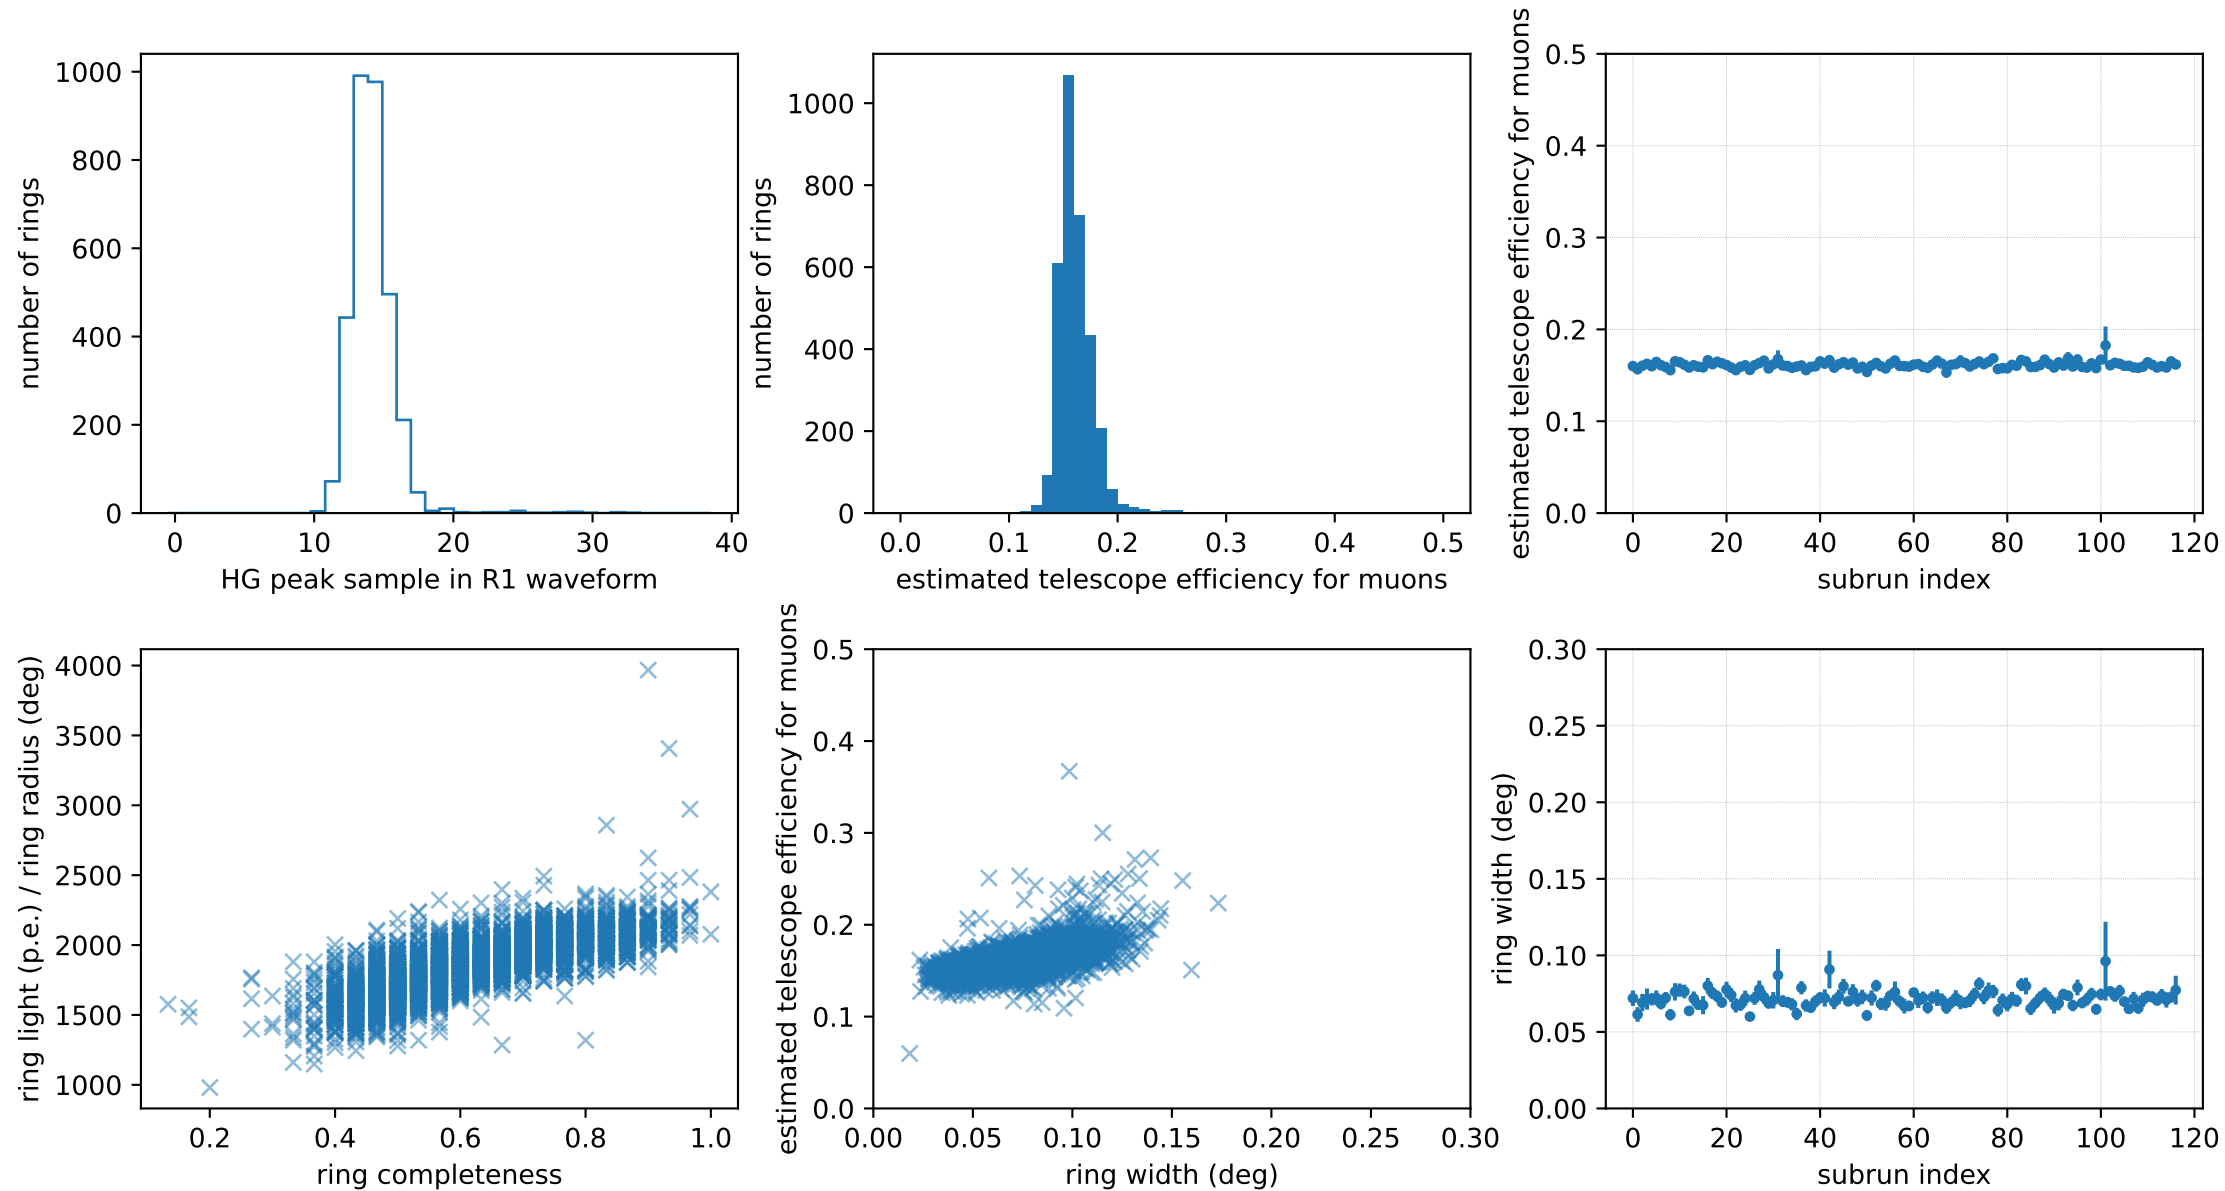 1000
800
600
400
200
0
number of rings
0 10 20 30 40
HG peak sample in R1 waveform
1000
800
600
400
200
0
number of rings
0.0 0.1 0.2 0.3 0.4 0.5
estimated telescope efficiency for muons
0.5
0.4
0.3
0.2
0.1
0.0
estimated telescope efficiency for muons
0 20 40 60 80 100 120
subrun index
4000
3500
3000
2500
2000
1500
1000
ring light (p.e.) / ring radius (deg)
0.2 0.4 0.6 0.8 1.0
ring completeness
0.5
0.4
0.3
0.2
0.1
0.0
estimated telescope efficiency for muons
0.00 0.05 0.10 0.15 0.20 0.25 0.30
ring width (deg)
0.30
0.25
0.20
0.15
0.10
0.05
0.00
ring width (deg)
0 20 40 60 80 100 120
subrun index